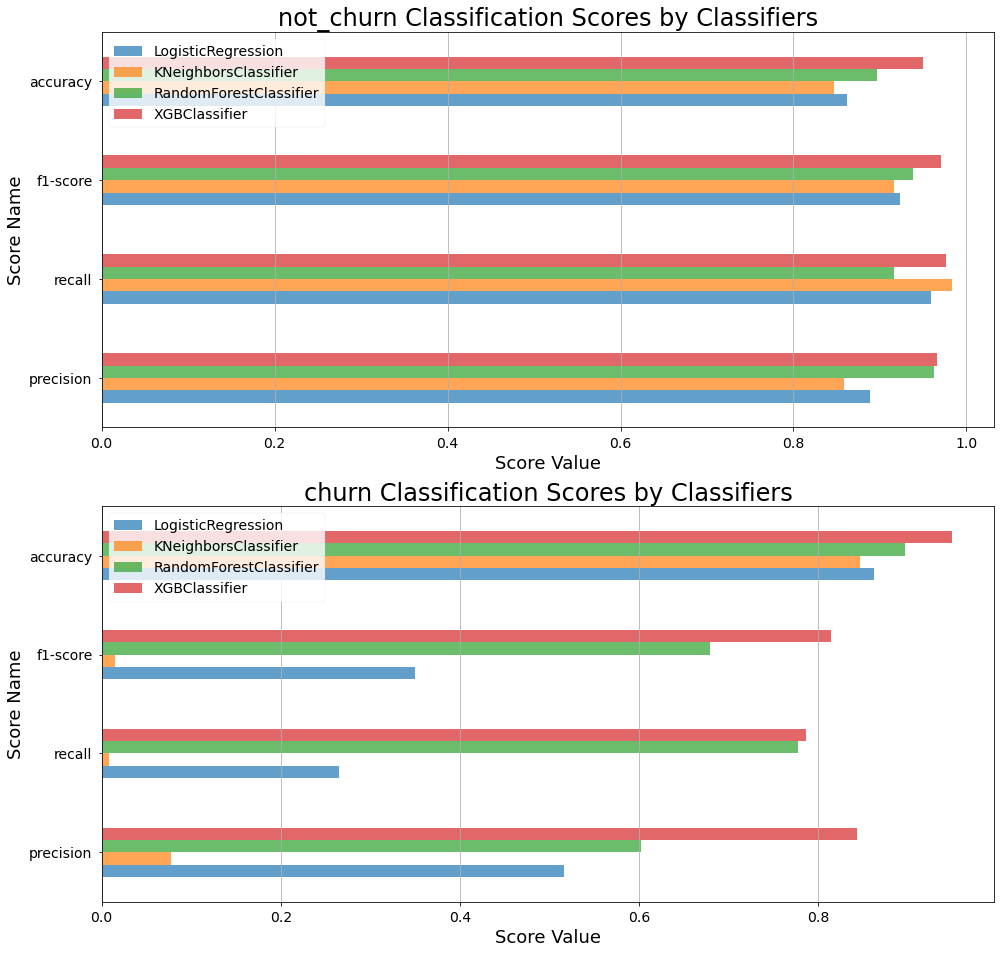 not_churn Classification Scores by Classifiers
LogisticRegression
KNeighborsClassifier
RandomForestClassifier
XGBClassifier
accuracy
f1-score
recall
precision
Score Name
0.0 0.2 0.4 0.6 0.8 1.0
Score Value
churn Classification Scores by Classifiers
LogisticRegression
KNeighborsClassifier
RandomForestClassifier
XGBClassifier
accuracy
f1-score
recall
precision
Score Name
0.0 0.2 0.4 0.6 0.8
Score Value